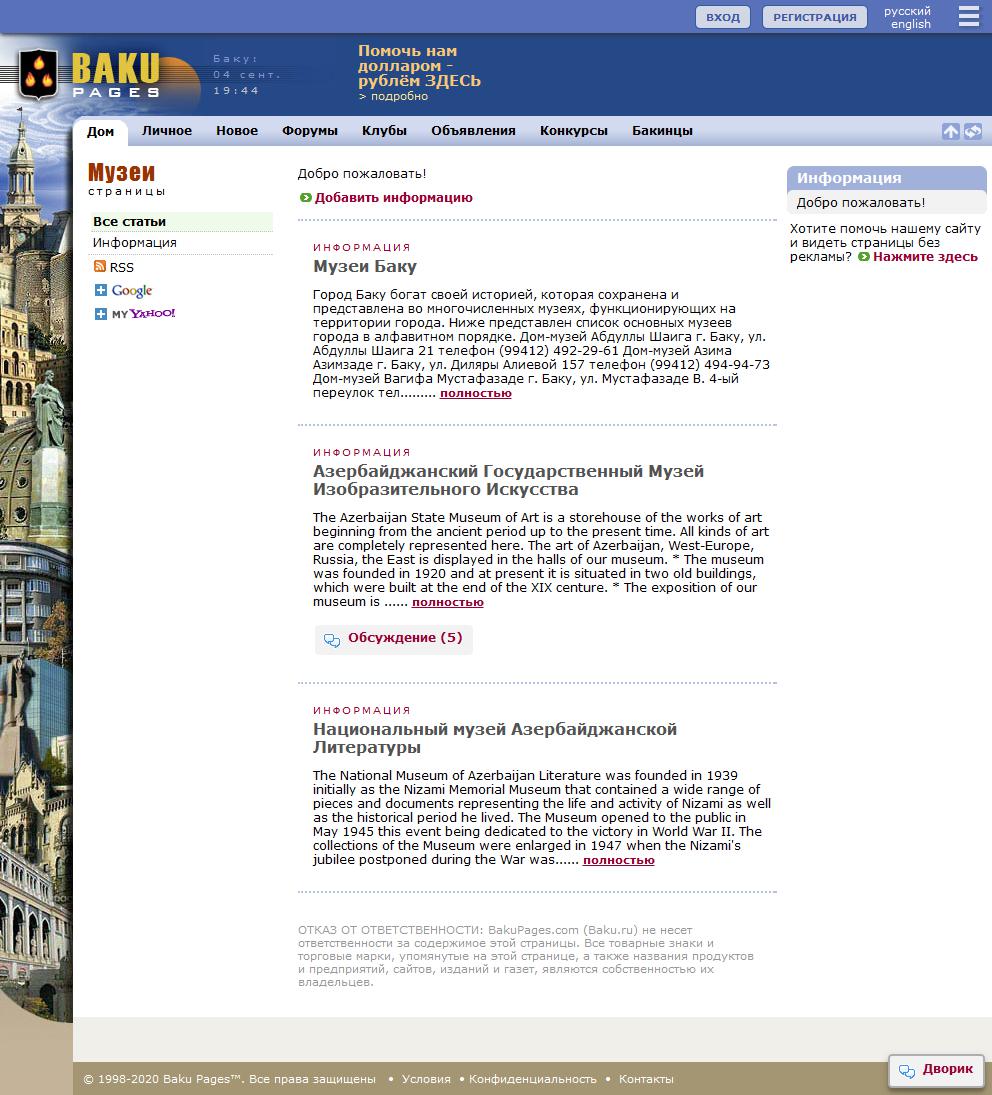 ВХОД
РЕГИСТРАЦИЯ
русский
english
BAKU
PAGES
Баку:
04 сент.
19:44
Помочь нам
долларом -
рублём ЗДЕСЬ
> подробно
Дом Личное Новое Форумы Клубы Объявления Конкурсы Бакинцы
Музеи
страницы
Все статьи
Информация
RSS
Google
MY YAHOO!
Добро пожаловать!
Добавить информацию
ИНФОРМАЦИЯ
Музеи Баку
Город Баку богат своей историей, которая сохранена и
представлена во многочисленных музеях, функционирующих на
территории города. Ниже представлен список основных музеев
города в алфавитном порядке. Дом-музей Абдуллы Шаига г. Баку, ул.
Абдуллы Шаига 21 телефон (99412) 492-29-61 Дом-музей Азима
Азимзаде г. Баку, ул. Диляры Алиевой 157 телефон (99412) 494-94-73
Дом-музей Вагифа Мустафазаде г. Баку, ул. Мустафазаде В. 4-ый
переулок тел......... полностью
ИНФОРМАЦИЯ
Азербайджанский Государственный Музей
Изобразительного Искусства
The Azerbaijan State Museum of Art is a storehouse of the works of art
beginning from the ancient period up to the present time. All kinds of art
are completely represented here. The art of Azerbaijan, West-Europe,
Russia, the East is displayed in the halls of our museum. * The museum
was founded in 1920 and at present it is situated in two old buildings,
which were built at the end of the XIX centure. * The exposition of our
museum is ...... полностью
Обсуждение (5)
ИНФОРМАЦИЯ
Национальный музей Азербайджанской
Литературы
The National Museum of Azerbaijan Literature was founded in 1939
initially as the Nizami Memorial Museum that contained a wide range of
pieces and documents representing the life and activity of Nizami as well
as the historical period he lived. The Museum opened to the public in
May 1945 this event being dedicated to the victory in World War II. The
collections of the Museum were enlarged in 1947 when the Nizami's
jubilee postponed during the War was...... полностью
ОТКАЗ ОТ ОТВЕТСТВЕННОСТИ: BakuPages.com (Baku.ru) не несет
ответственности за содержимое этой страницы. Все товарные знаки и
торговые марки, упомянутые на этой странице, а также названия продуктов
и предприятий, сайтов, изданий и газет, являются собственностью их
владельцев.
Информация
Добро пожаловать!
Хотите помочь нашему сайту
и видеть страницы без
рекламы? Нажмите здесь
© 1998-2020 Baku Pages™. Все права защищены • Условия • Конфиденциальность • Контакты
Дворик